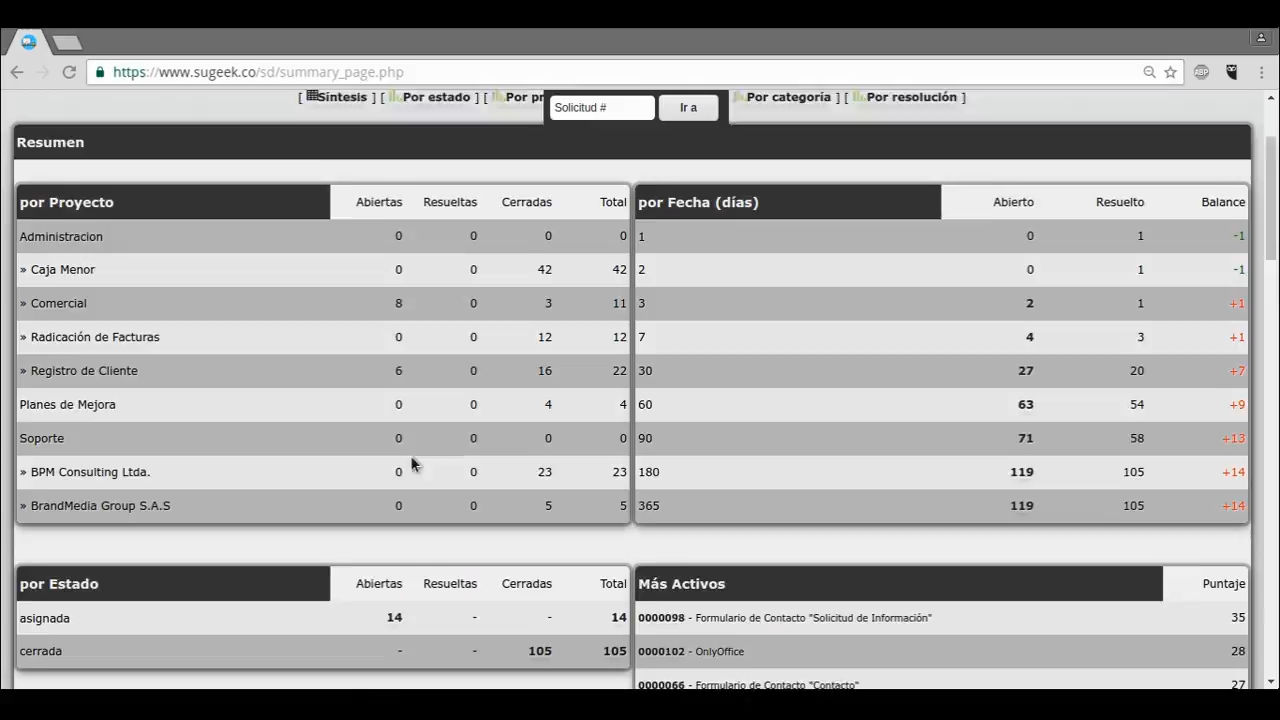 https://www.sugeek.co/sd/summary_page.php
ABP
[ Síntesis ] [ Por estado ] [ Por pr Por categoría ] [ Por resolución ]
Solicitud # Ir a
Resumen
por Proyecto Abiertas Resueltas Cerradas Total
Administracion 0 0 0 0
» Caja Menor 0 0 42 42
» Comercial 8 0 3 11
» Radicación de Facturas 0 0 12 12
» Registro de Cliente 6 0 16 22
Planes de Mejora 0 0 4 4
Soporte 0 0 0 0
» BPM Consulting Ltda. 0 0 23 23
» BrandMedia Group S.A.S 0 0 5 5
por Fecha (días) Abierto Resuelto Balance
1 0 1 -1
2 0 1 -1
3 2 1 +1
7 4 3 +1
30 27 20 +7
60 63 54 +9
90 71 58 +13
180 119 105 +14
365 119 105 +14
por Estado Abiertas Resueltas Cerradas Total
asignada 14 - - 14
cerrada - - 105 105
Más Activos Puntaje
0000098 - Formulario de Contacto "Solicitud de Información" 35
0000102 - OnlyOffice 28
0000066 - Formulario de Contacto "Contacto" 27